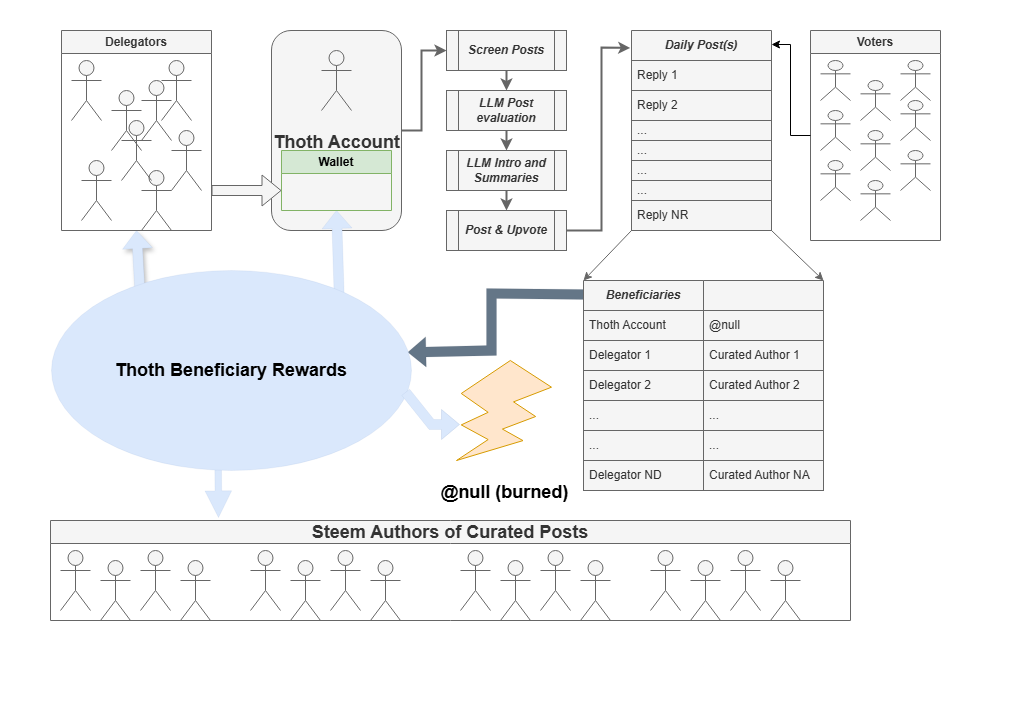 Delegators
Thoth Account
Wallet
Screen Posts
LLM Post
evaluation
LLM Intro and
Summaries
Post & Upvote
Daily Post(s)
Reply 1
Reply 2
...
...
...
...
Reply NR
Voters
Beneficiaries
Thoth Account @null
Delegator 1 Curated Author 1
Delegator 2 Curated Author 2
... ...
... ...
Delegator ND Curated Author NA
Thoth Beneficiary Rewards
@null (burned)
Steem Authors of Curated Posts